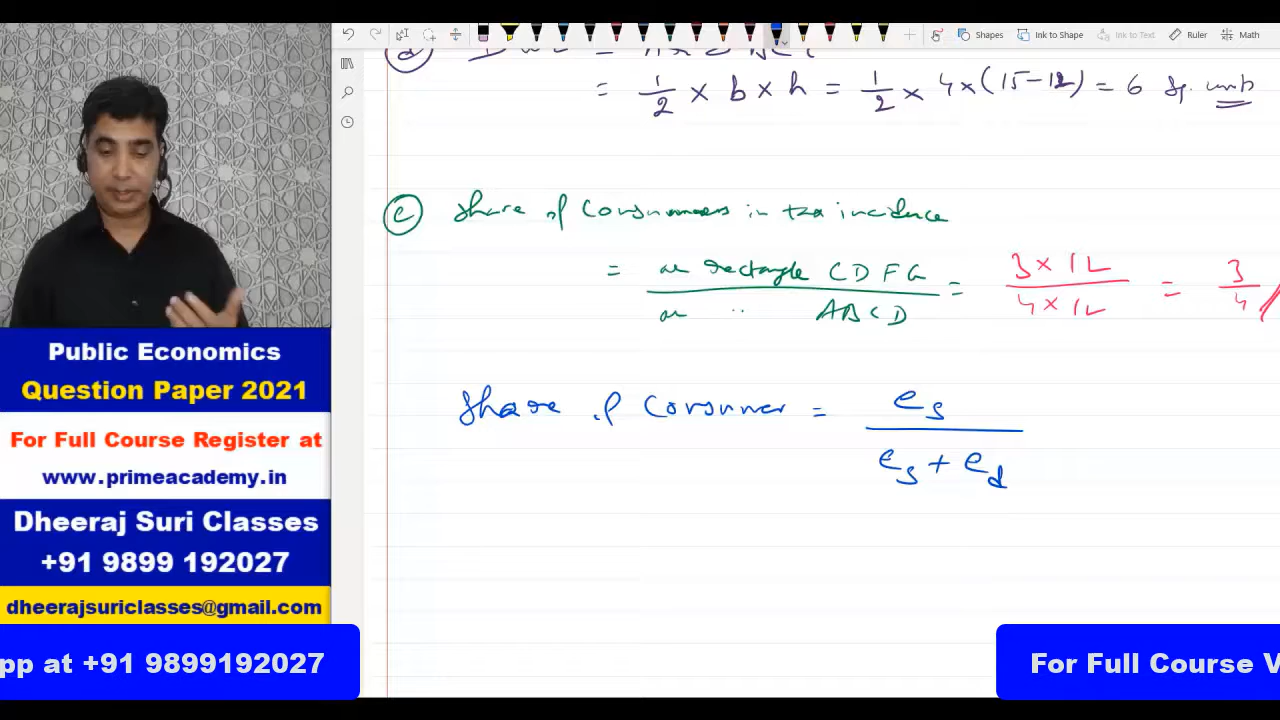 Shapes Ink to Shape Ink to Text Ruler Math
d
= 1/2 × b × h = 1/2 × 4 × (15-12) = 6 Sq. units
e Share of Consumers in tax incidence
= ar rectangle CDFG / ar " ABCD = 3 × 12 / 4 × 12 = 3/4
Share of Consumer = es / es + ed
Public Economics
Question Paper 2021
For Full Course Register at
www.primeacademy.in
Dheeraj Suri Classes
+91 9899 192027
dheerajsuriclasses@gmail.com
pp at +91 9899192027
For Full Course V